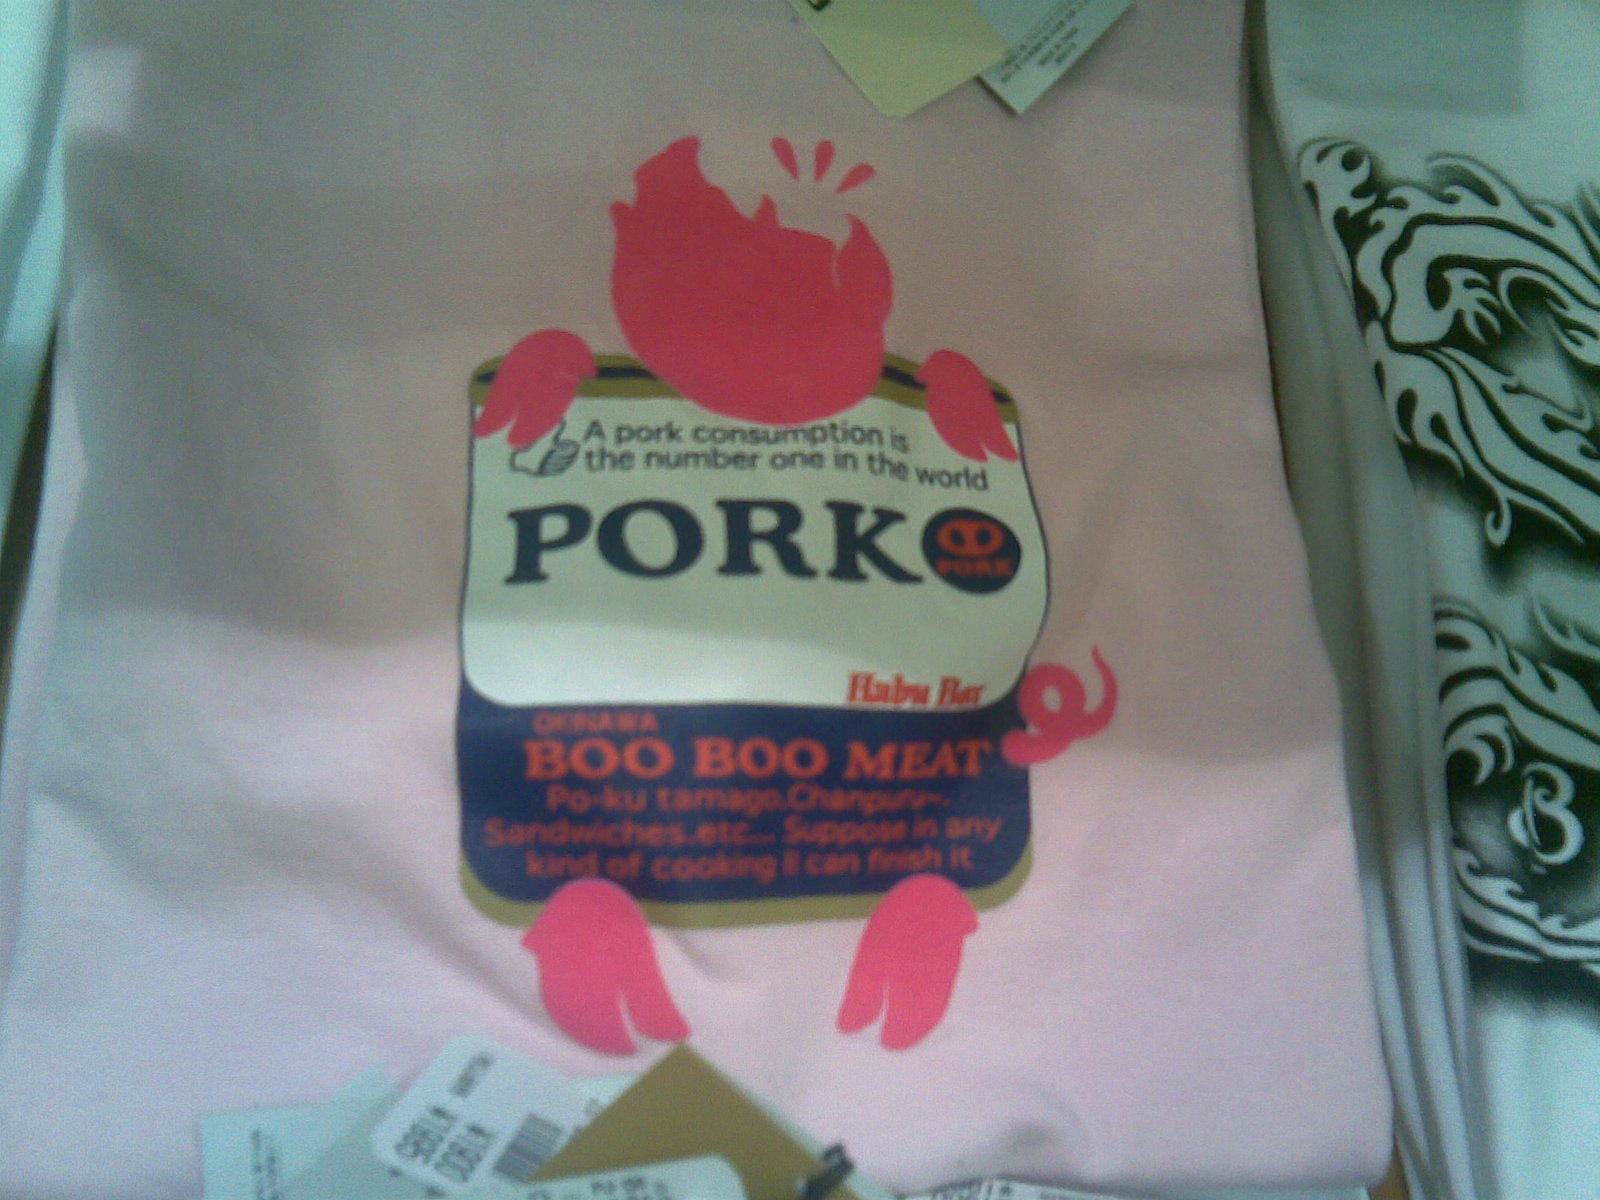 A pork consumption is
the number one in the world
PORK
PORK
Habu Box
OKINAWA
BOO BOO MEAT
Po-ku tamago. Chanpuru~.
Sandwiches..etc... Suppose in any
kind of cooking ll can finish it